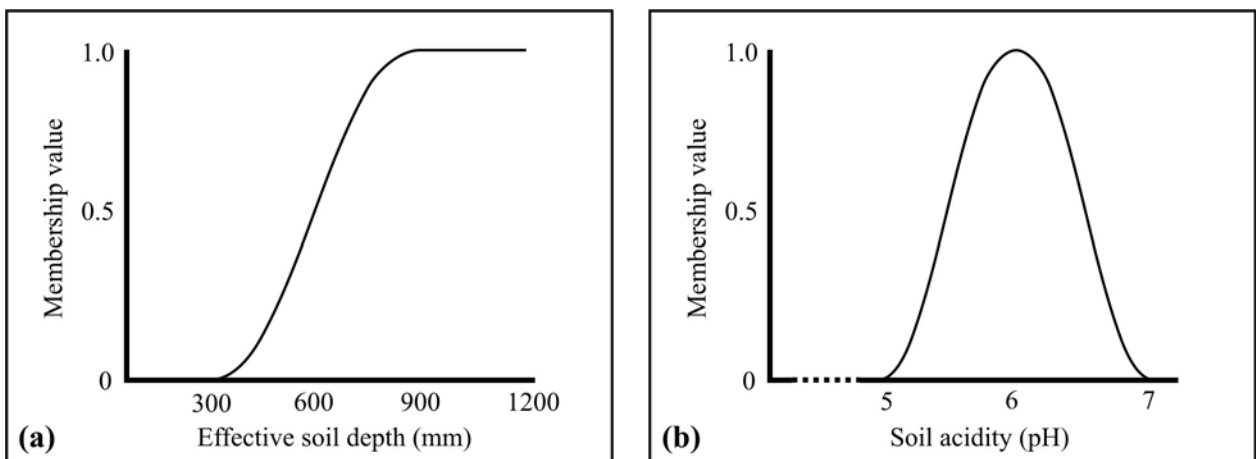 1.0
0.5
0
Membership value
300 600 900 1200
Effective soil depth (mm)
(a)
1.0
0.5
0
Membership value
5 6 7
Soil acidity (pH)
(b)